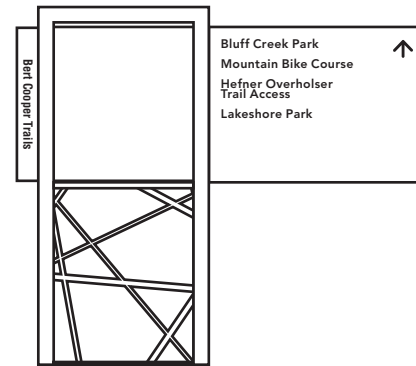 Bert Cooper Trails
Bluff Creek Park
Mountain Bike Course
Hefner Overholser
Trail Access
Lakeshore Park